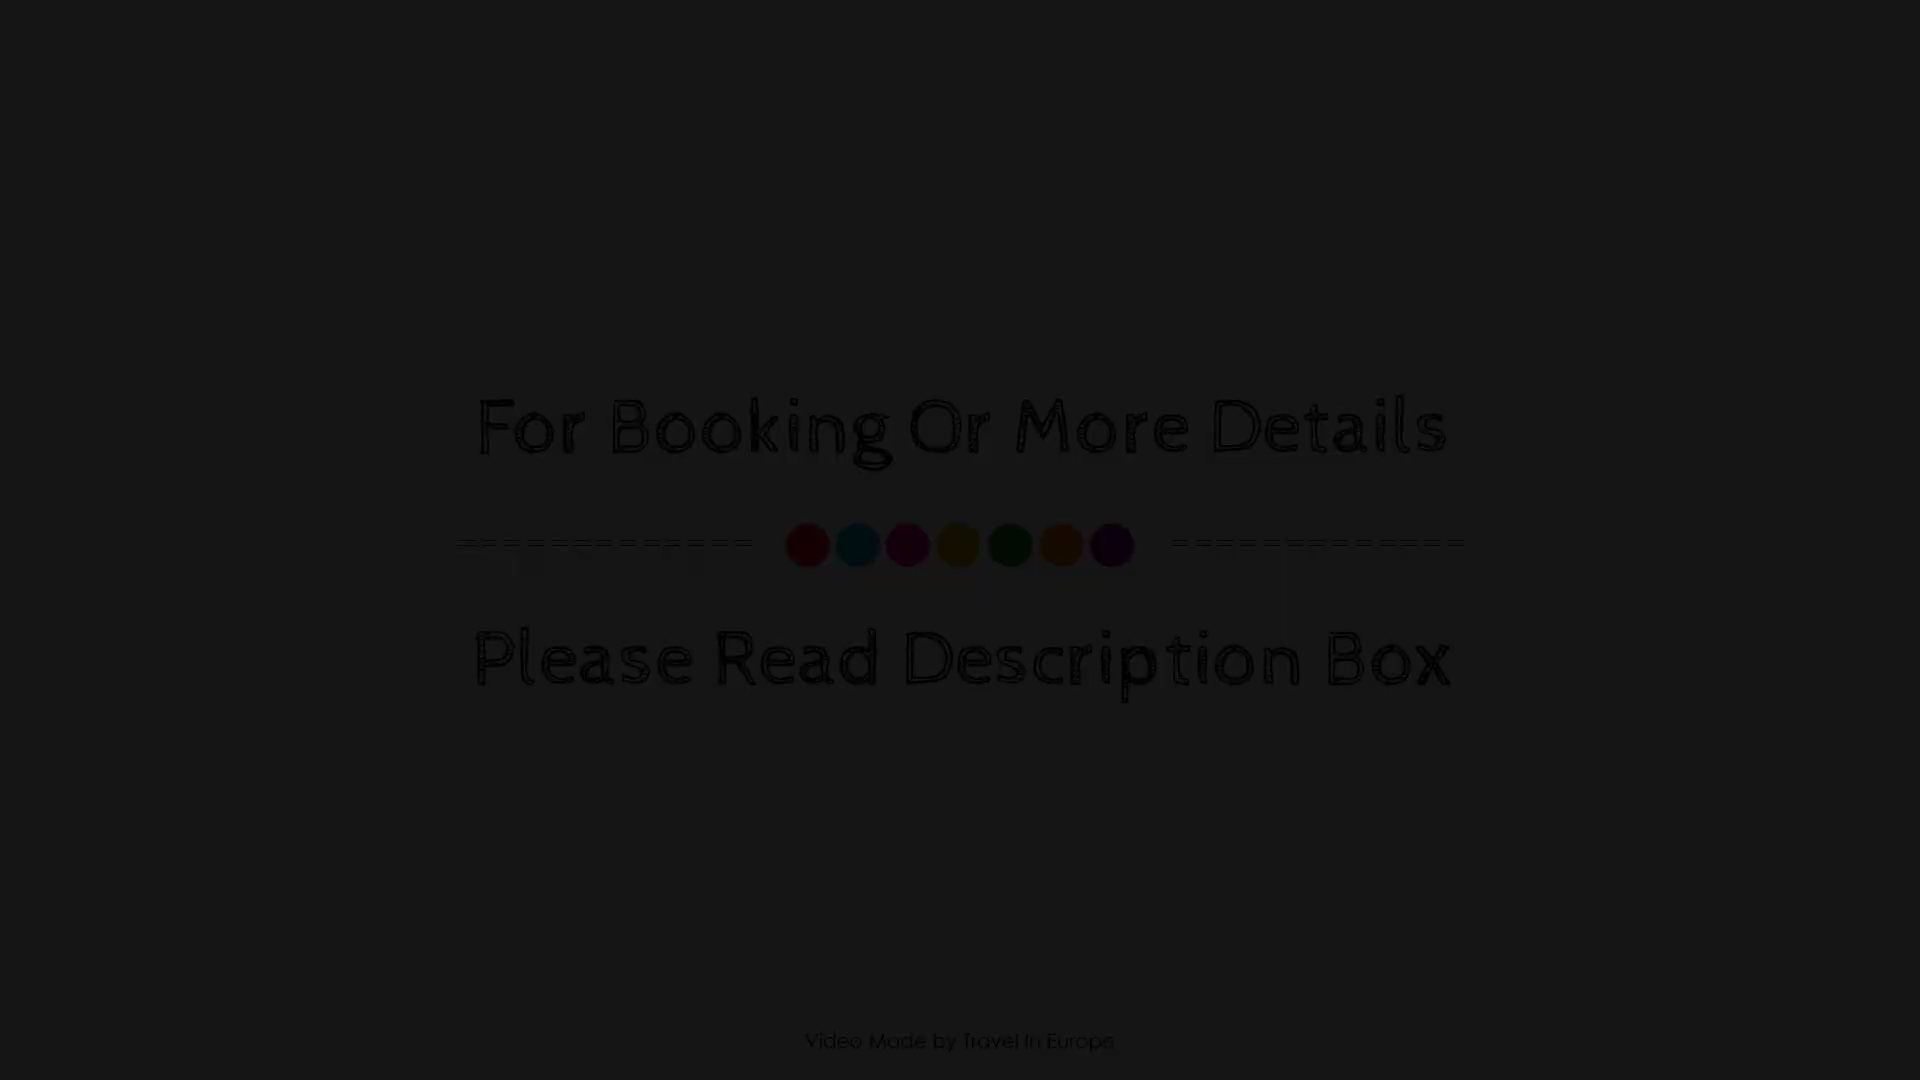 For Booking Or More Details
============= =============
Please Read Description Box
Video Made by Travel In Europe